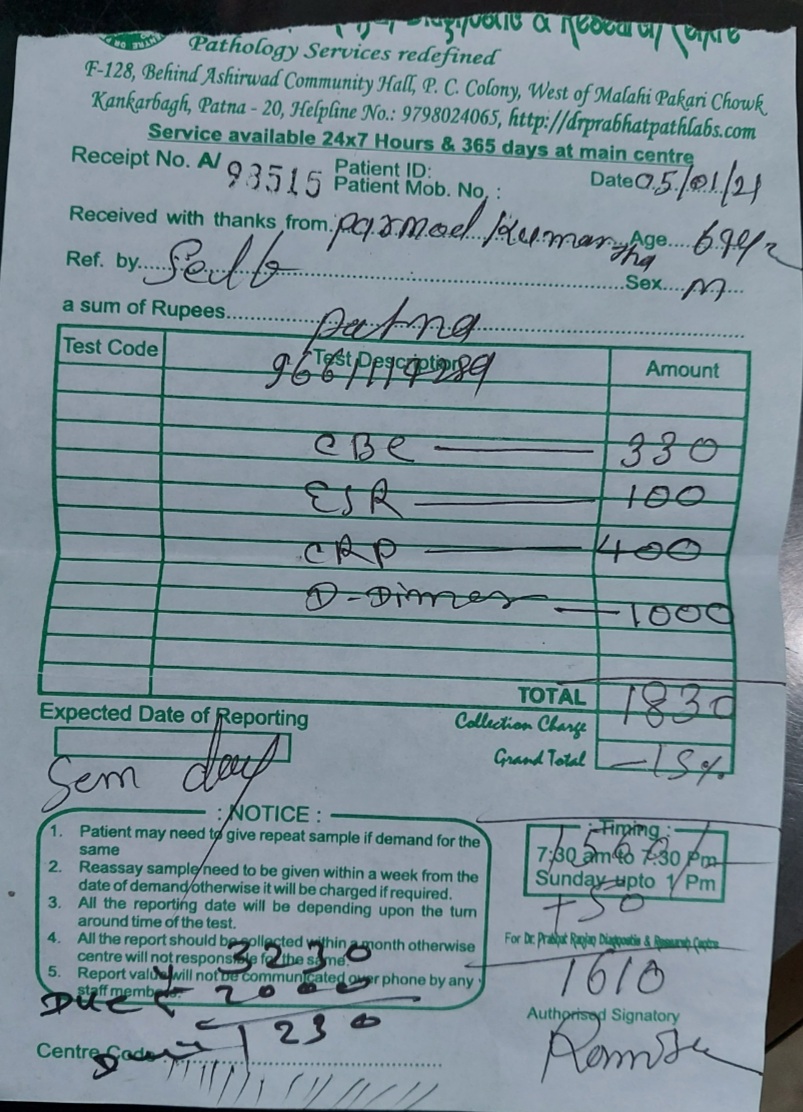 Diagnostic & Research Centre
Pathology Services redefined
F-128, Behind Ashirwad Community Hall, P. C. Colony, West of Malahi Pakari Chowk
Kankarbagh, Patna - 20, Helpline No.: 9798024065, http://drprabhatpathlabs.com
Service available 24x7 Hours & 365 days at main centre
Receipt No. A/ 93515 Patient ID: Date 05/01/21
Patient Mob. No. :
Received with thanks from. parmod Kumar Jha Age.... 69y
Ref. by..... Self Sex. M
a sum of Rupees........ patna
Test Code Test Description Amount
CBC 330
ESR 100
CRP 400
D-Dimer 1000
TOTAL 1830
Expected Date of Reporting Collection Charge
Grand Total -15%
Sem day
: NOTICE :
1. Patient may need to give repeat sample if demand for the
same
2. Reassay sample need to be given within a week from the
date of demand otherwise it will be charged if required.
3. All the reporting date will be depending upon the turn
around time of the test.
4. All the report should be collected within a month otherwise
centre will not responsible for the same.
5. Report value will not be communicated over phone by any
staff members.
: Timing :
7:30 am to 7:30 Pm
Sunday upto 1 Pm
+50
For Dr. Prabhat Ranjan Diagnostic & Research Centre
1610
Authorised Signatory
3230
Due 2000
1230
Centre Code